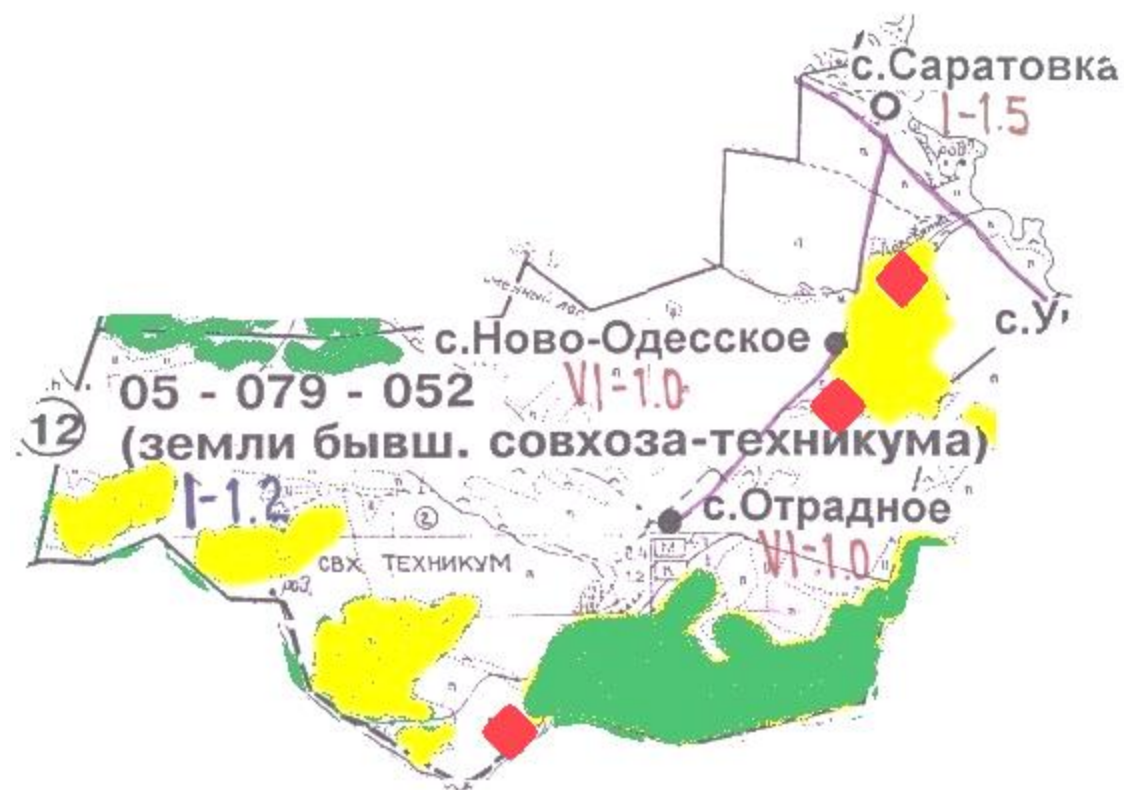 с.Саратовка
I-1.5
с.Ново-Одесское
VI-1.0
05 - 079 - 052
12
(земли бывш. совхоза-техникума)
I-1.2
2
с.Отрадное
VI-1.0
СВХ ТЕХНИКУМ